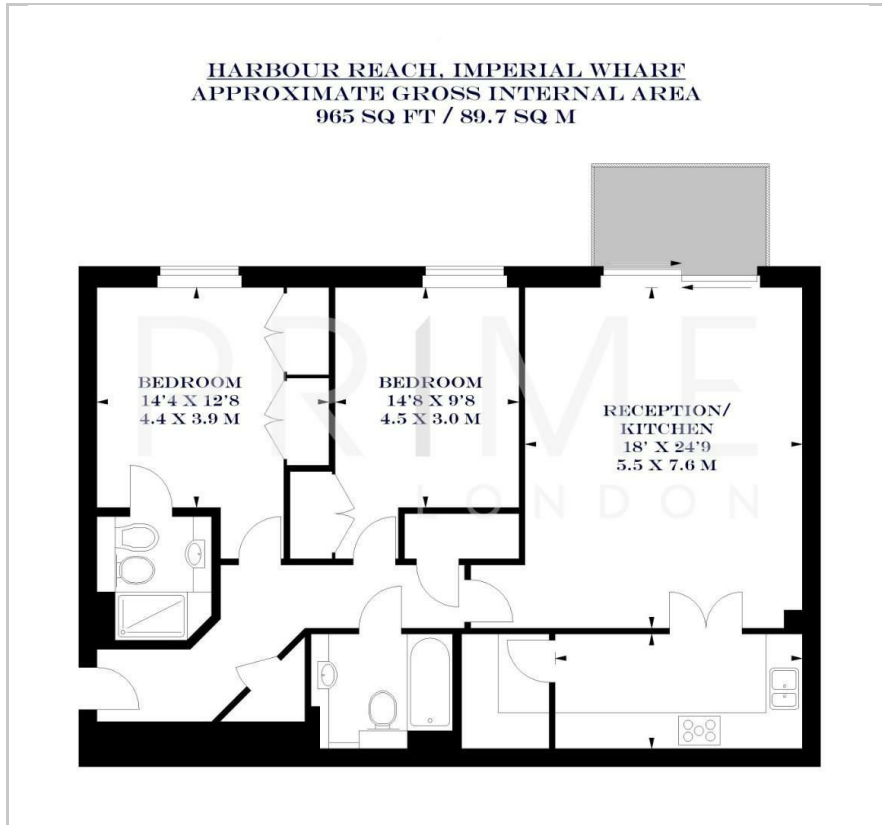 HARBOUR REACH, IMPERIAL WHARF
APPROXIMATE GROSS INTERNAL AREA
965 SQ FT / 89.7 SQ M
PRIME
LONDON
BEDROOM
14'4 X 12'8
4.4 X 3.9 M
BEDROOM
14'8 X 9'8
4.5 X 3.0 M
RECEPTION/
KITCHEN
18' X 24'9
5.5 X 7.6 M